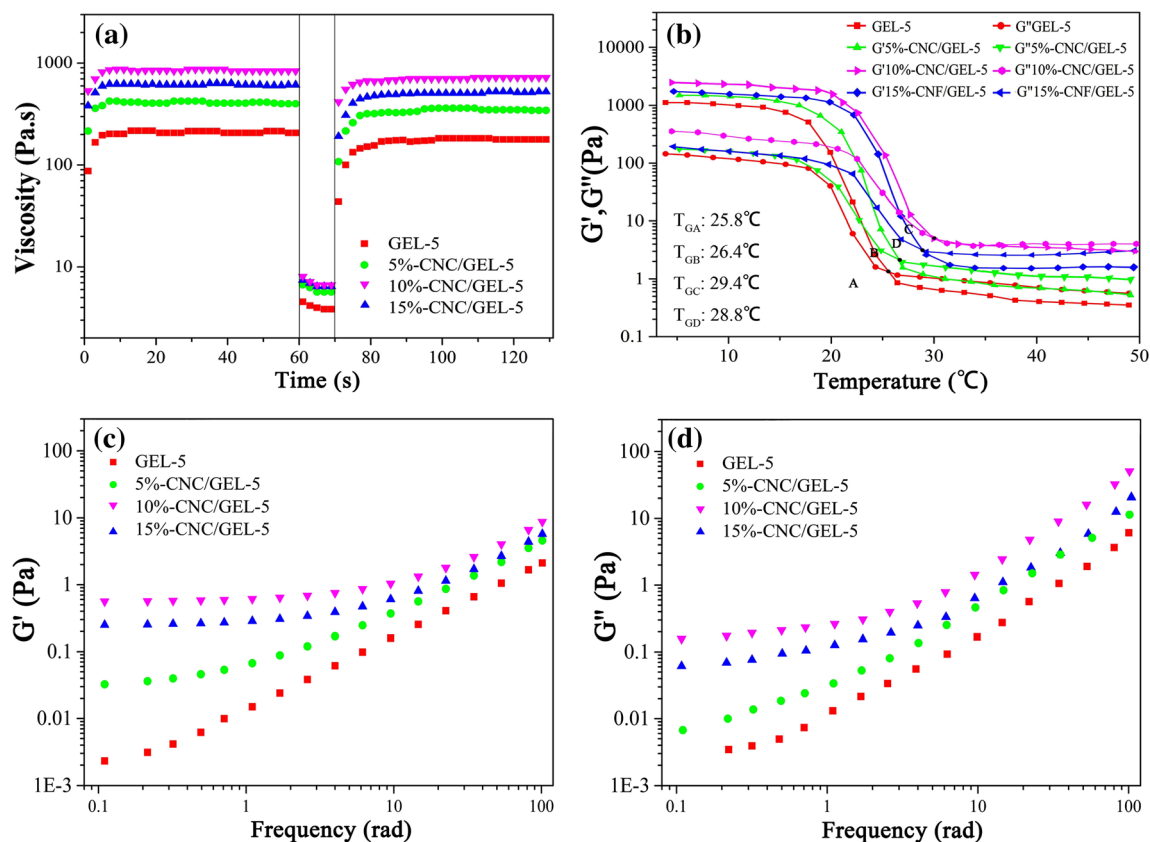 (a)
Viscosity (Pa.s)
1000
100
10
GEL-5
5%-CNC/GEL-5
10%-CNC/GEL-5
15%-CNC/GEL-5
0 20 40 60 80 100 120
Time (s)
(b)
G',G''(Pa)
10000
1000
100
10
1
0.1
GEL-5 G''GEL-5
G'5%-CNC/GEL-5 G''5%-CNC/GEL-5
G'10%-CNC/GEL-5 G''10%-CNC/GEL-5
G'15%-CNF/GEL-5 G''15%-CNF/GEL-5
C
D
B
A
TGA: 25.8℃
TGB: 26.4℃
TGC: 29.4℃
TGD: 28.8℃
10 20 30 40 50
Temperature (℃)
(c)
G' (Pa)
100
10
1
0.1
0.01
1E-3
GEL-5
5%-CNC/GEL-5
10%-CNC/GEL-5
15%-CNC/GEL-5
0.1 1 10 100
Frequency (rad)
(d)
G'' (Pa)
100
10
1
0.1
0.01
1E-3
GEL-5
5%-CNC/GEL-5
10%-CNC/GEL-5
15%-CNC/GEL-5
0.1 1 10 100
Frequency (rad)